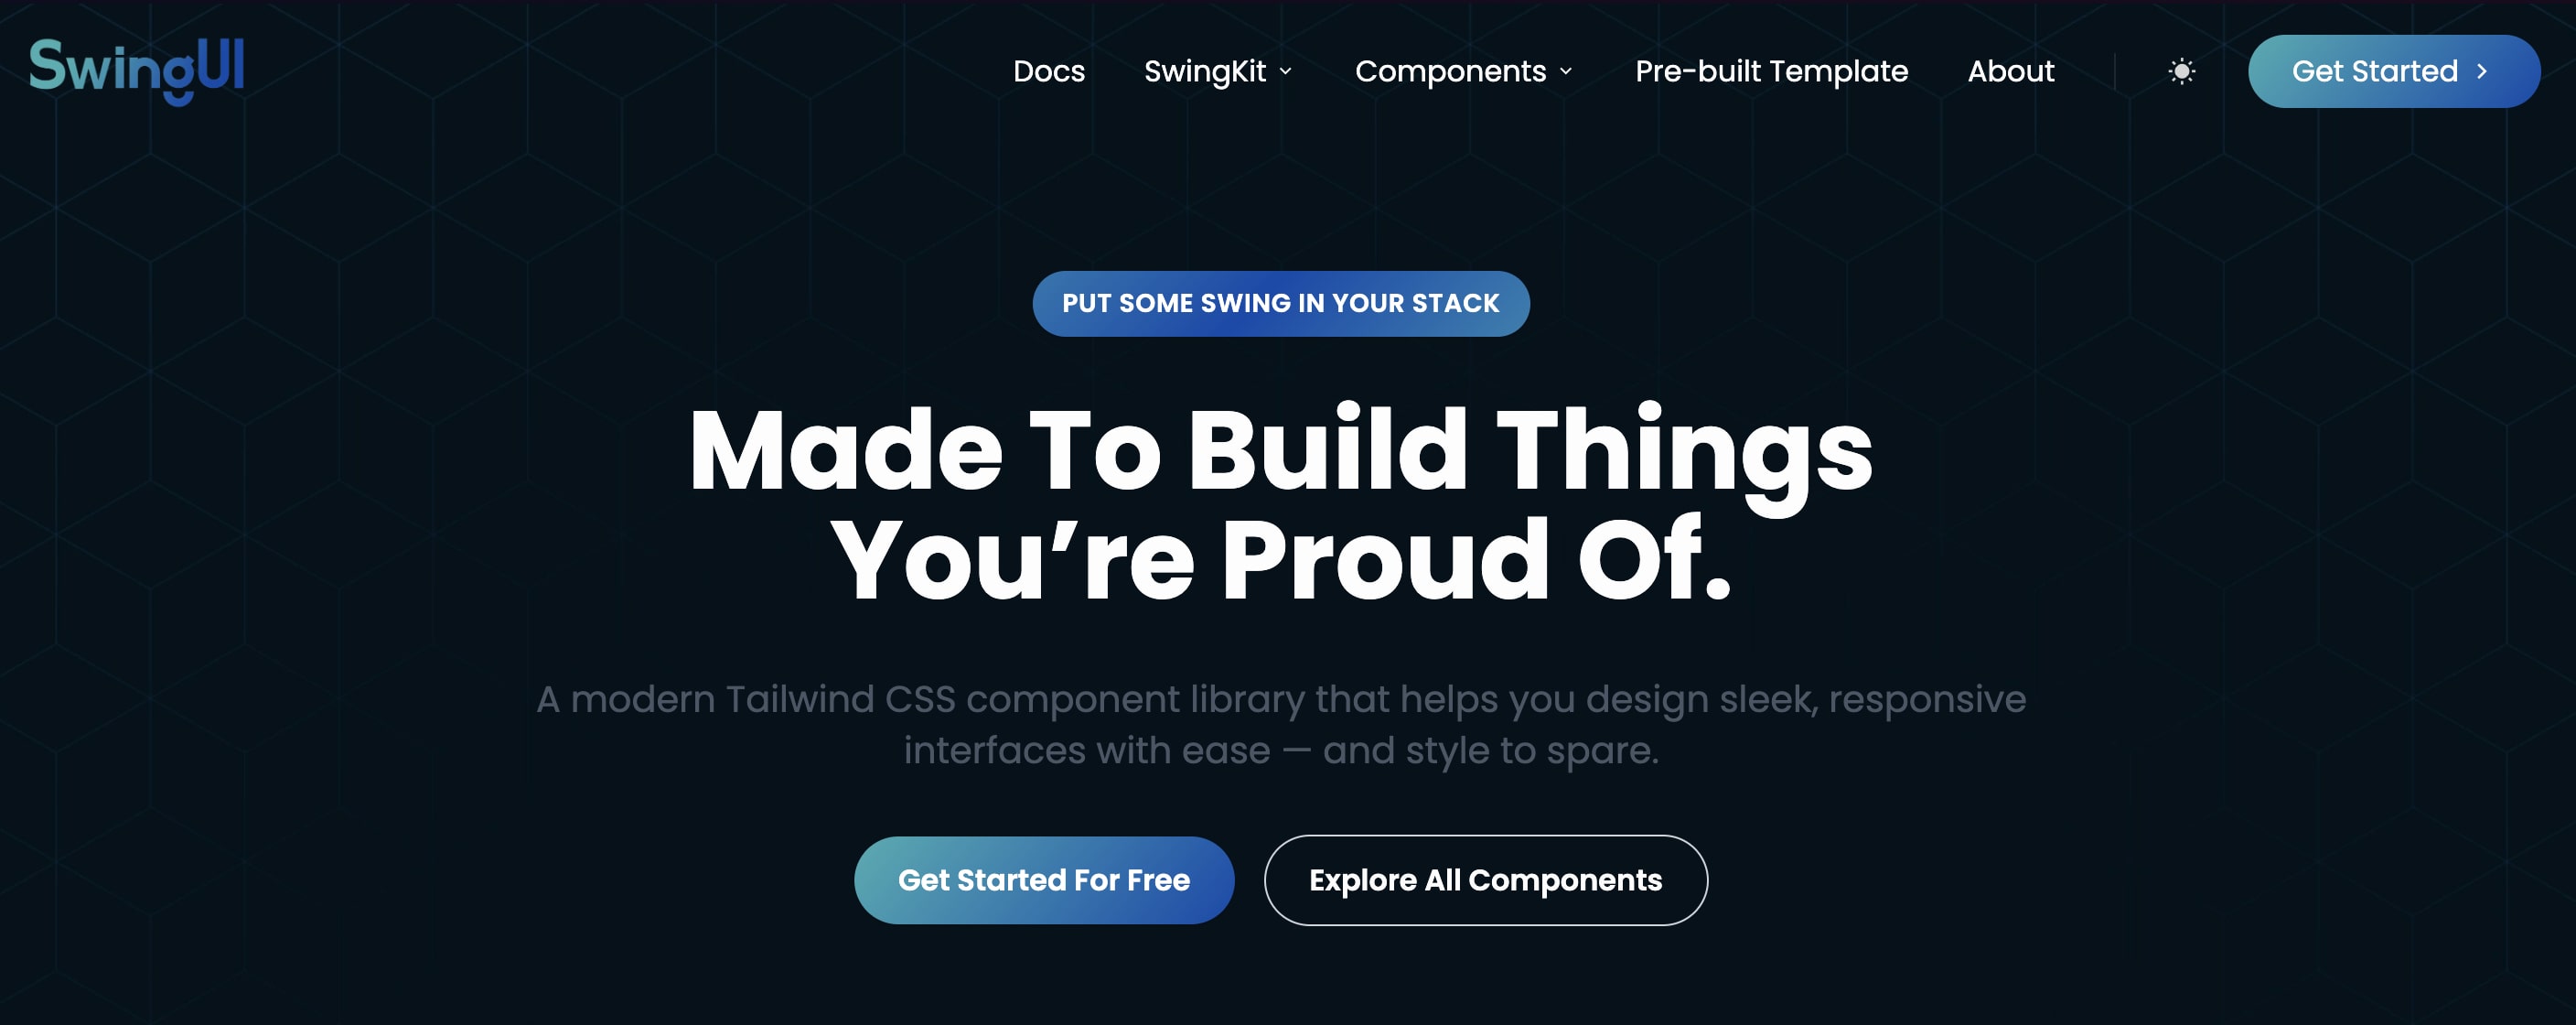 SwingUI
Docs
SwingKit
Components
Pre-built Template
About
Get Started
PUT SOME SWING IN YOUR STACK
Made To Build Things
You’re Proud Of.
A modern Tailwind CSS component library that helps you design sleek, responsive
interfaces with ease — and style to spare.
Get Started For Free
Explore All Components